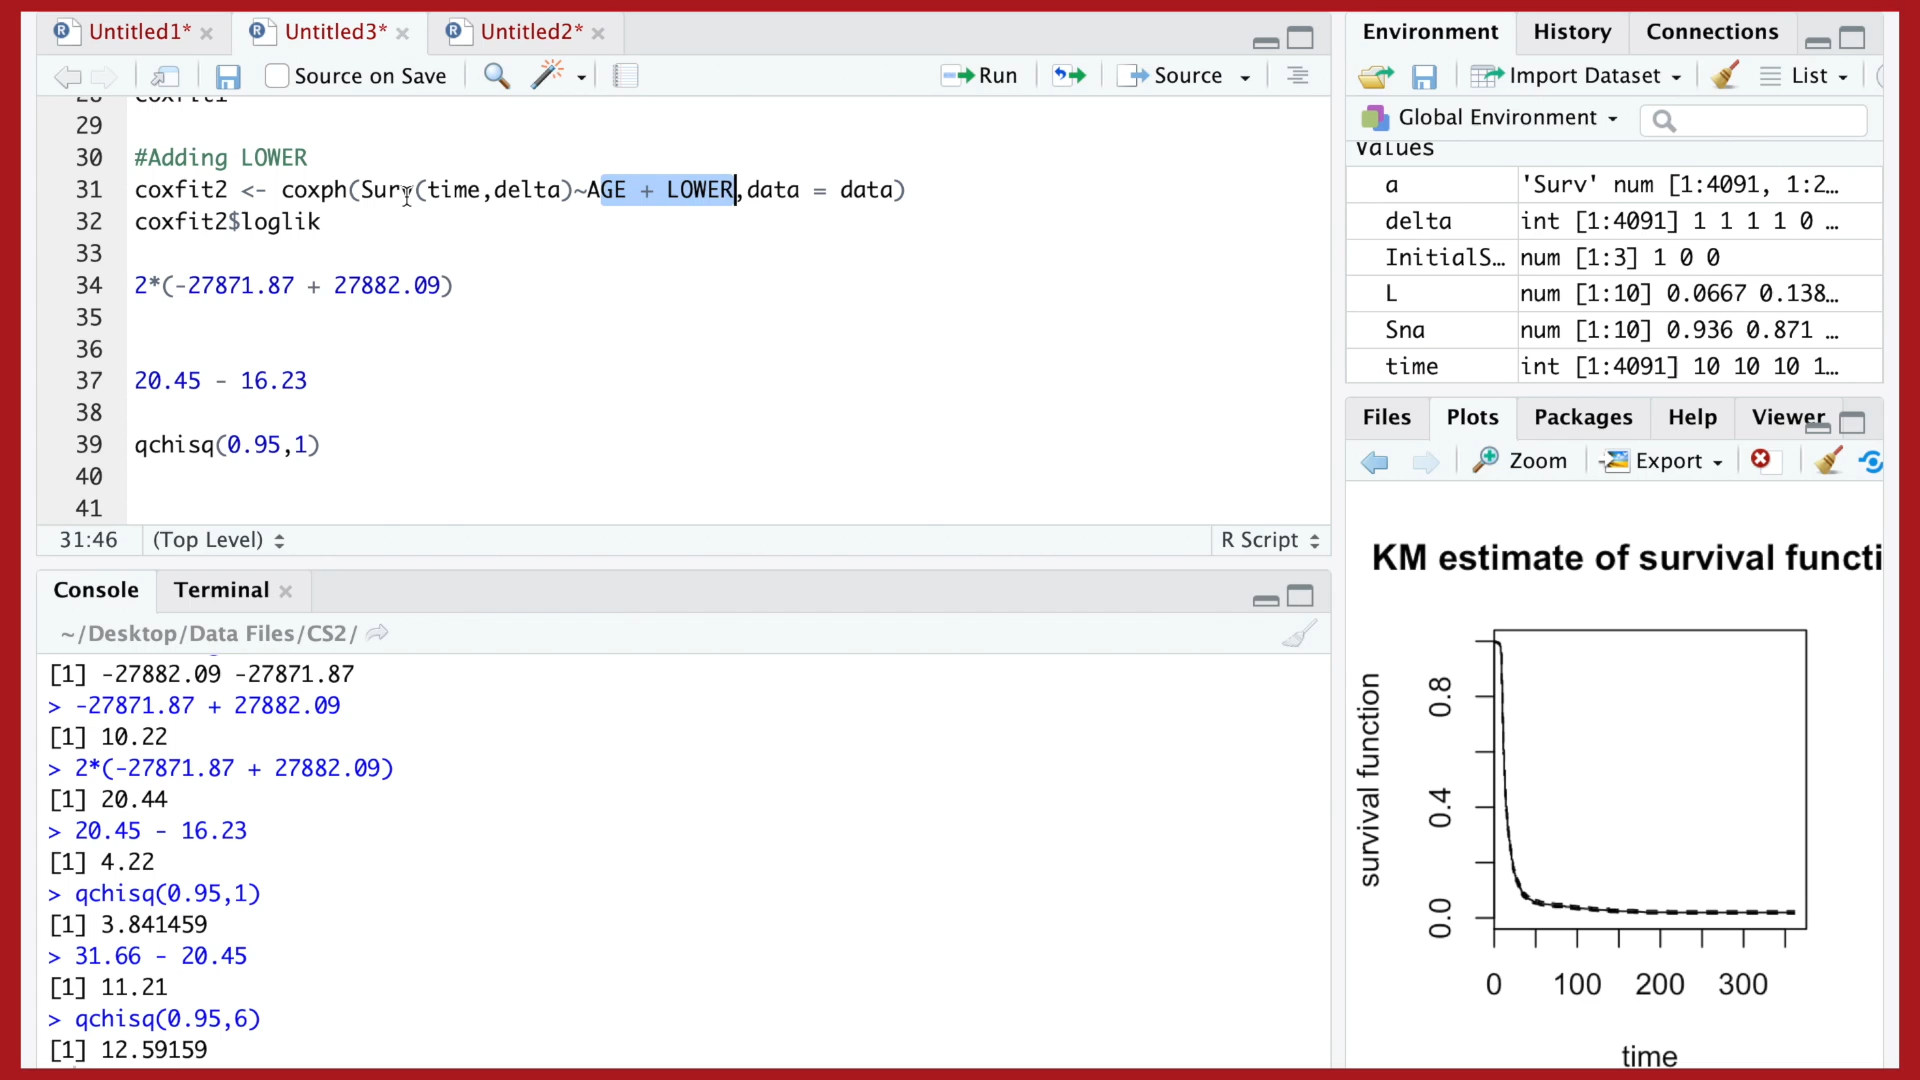 Untitled1* Untitled3* Untitled2*
Source on Save Run Source
28 coxfit1
29
30 #Adding LOWER
31 coxfit2 <- coxph(Surv(time,delta)~AGE + LOWER,data = data)
32 coxfit2$loglik
33
34 2*(-27871.87 + 27882.09)
35
36
37 20.45 - 16.23
38
39 qchisq(0.95,1)
40
41
31:46 (Top Level) R Script
Console Terminal
~/Desktop/Data Files/CS2/
[1] -27882.09 -27871.87
> -27871.87 + 27882.09
[1] 10.22
> 2*(-27871.87 + 27882.09)
[1] 20.44
> 20.45 - 16.23
[1] 4.22
> qchisq(0.95,1)
[1] 3.841459
> 31.66 - 20.45
[1] 11.21
> qchisq(0.95,6)
[1] 12.59159
Environment History Connections
Import Dataset List
Global Environment
Values
a 'Surv' num [1:4091, 1:2…
delta int [1:4091] 1 1 1 1 0 …
InitialS… num [1:3] 1 0 0
L num [1:10] 0.0667 0.138…
Sna num [1:10] 0.936 0.871 …
time int [1:4091] 10 10 10 1…
Files Plots Packages Help Viewer
Zoom Export
KM estimate of survival functi
survival function
0.8
0.4
0.0
0 100 200 300
time